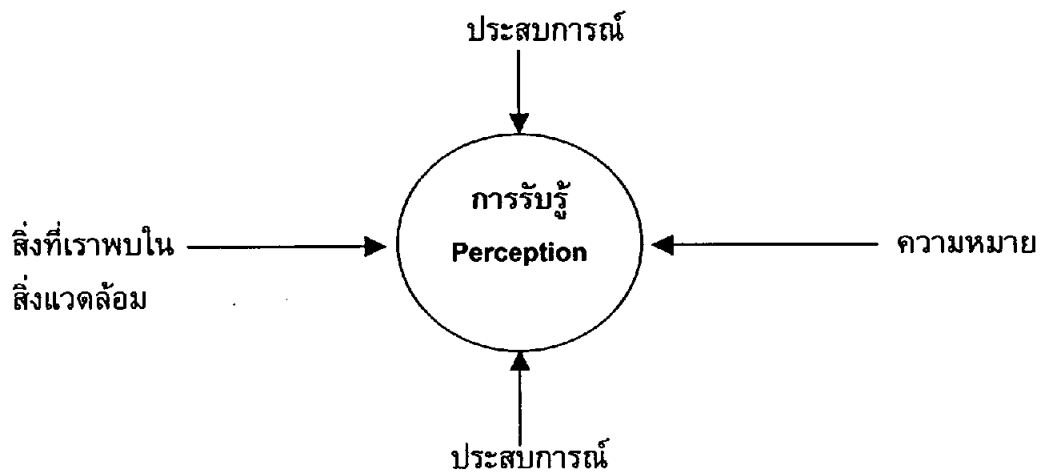 ประสบการณ์
การรับรู้
Perception
สิ่งที่เราพบใน
สิ่งแวดล้อม
ความหมาย
ประสบการณ์